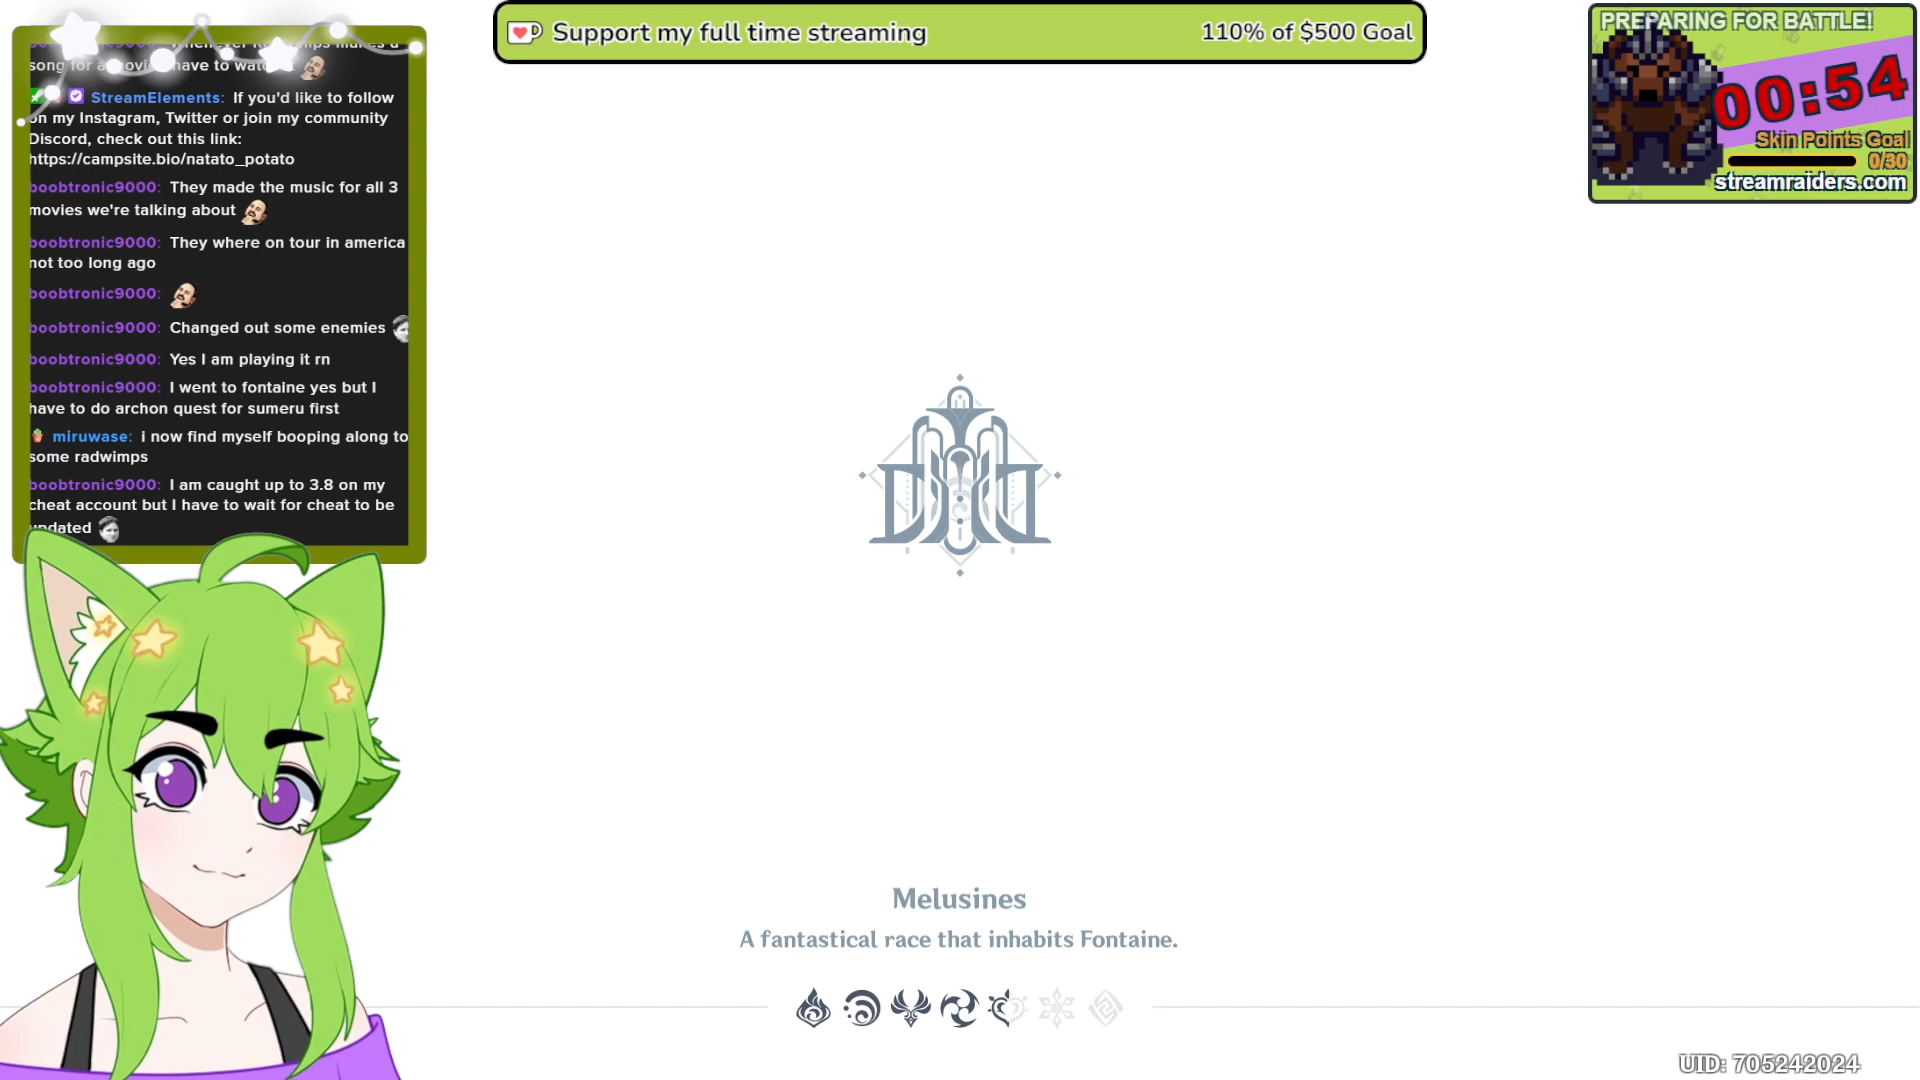 song for a movie have to watch
StreamElements: If you'd like to follow
on my Instagram, Twitter or join my community
Discord, check out this link:
https://campsite.bio/natato_potato
boobtronic9000: They made the music for all 3
movies we're talking about
boobtronic9000: They where on tour in america
not too long ago
boobtronic9000:
boobtronic9000: Changed out some enemies
boobtronic9000: Yes I am playing it rn
boobtronic9000: I went to fontaine yes but I
have to do archon quest for sumeru first
miruwase: i now find myself booping along to
some radwimps
boobtronic9000: I am caught up to 3.8 on my
cheat account but I have to wait for cheat to be
updated
Support my full time streaming
110% of $500 Goal
PREPARING FOR BATTLE!
00:54
Skin Points Goal
0/30
streamraiders.com
Melusines
A fantastical race that inhabits Fontaine.
UID: 705242024